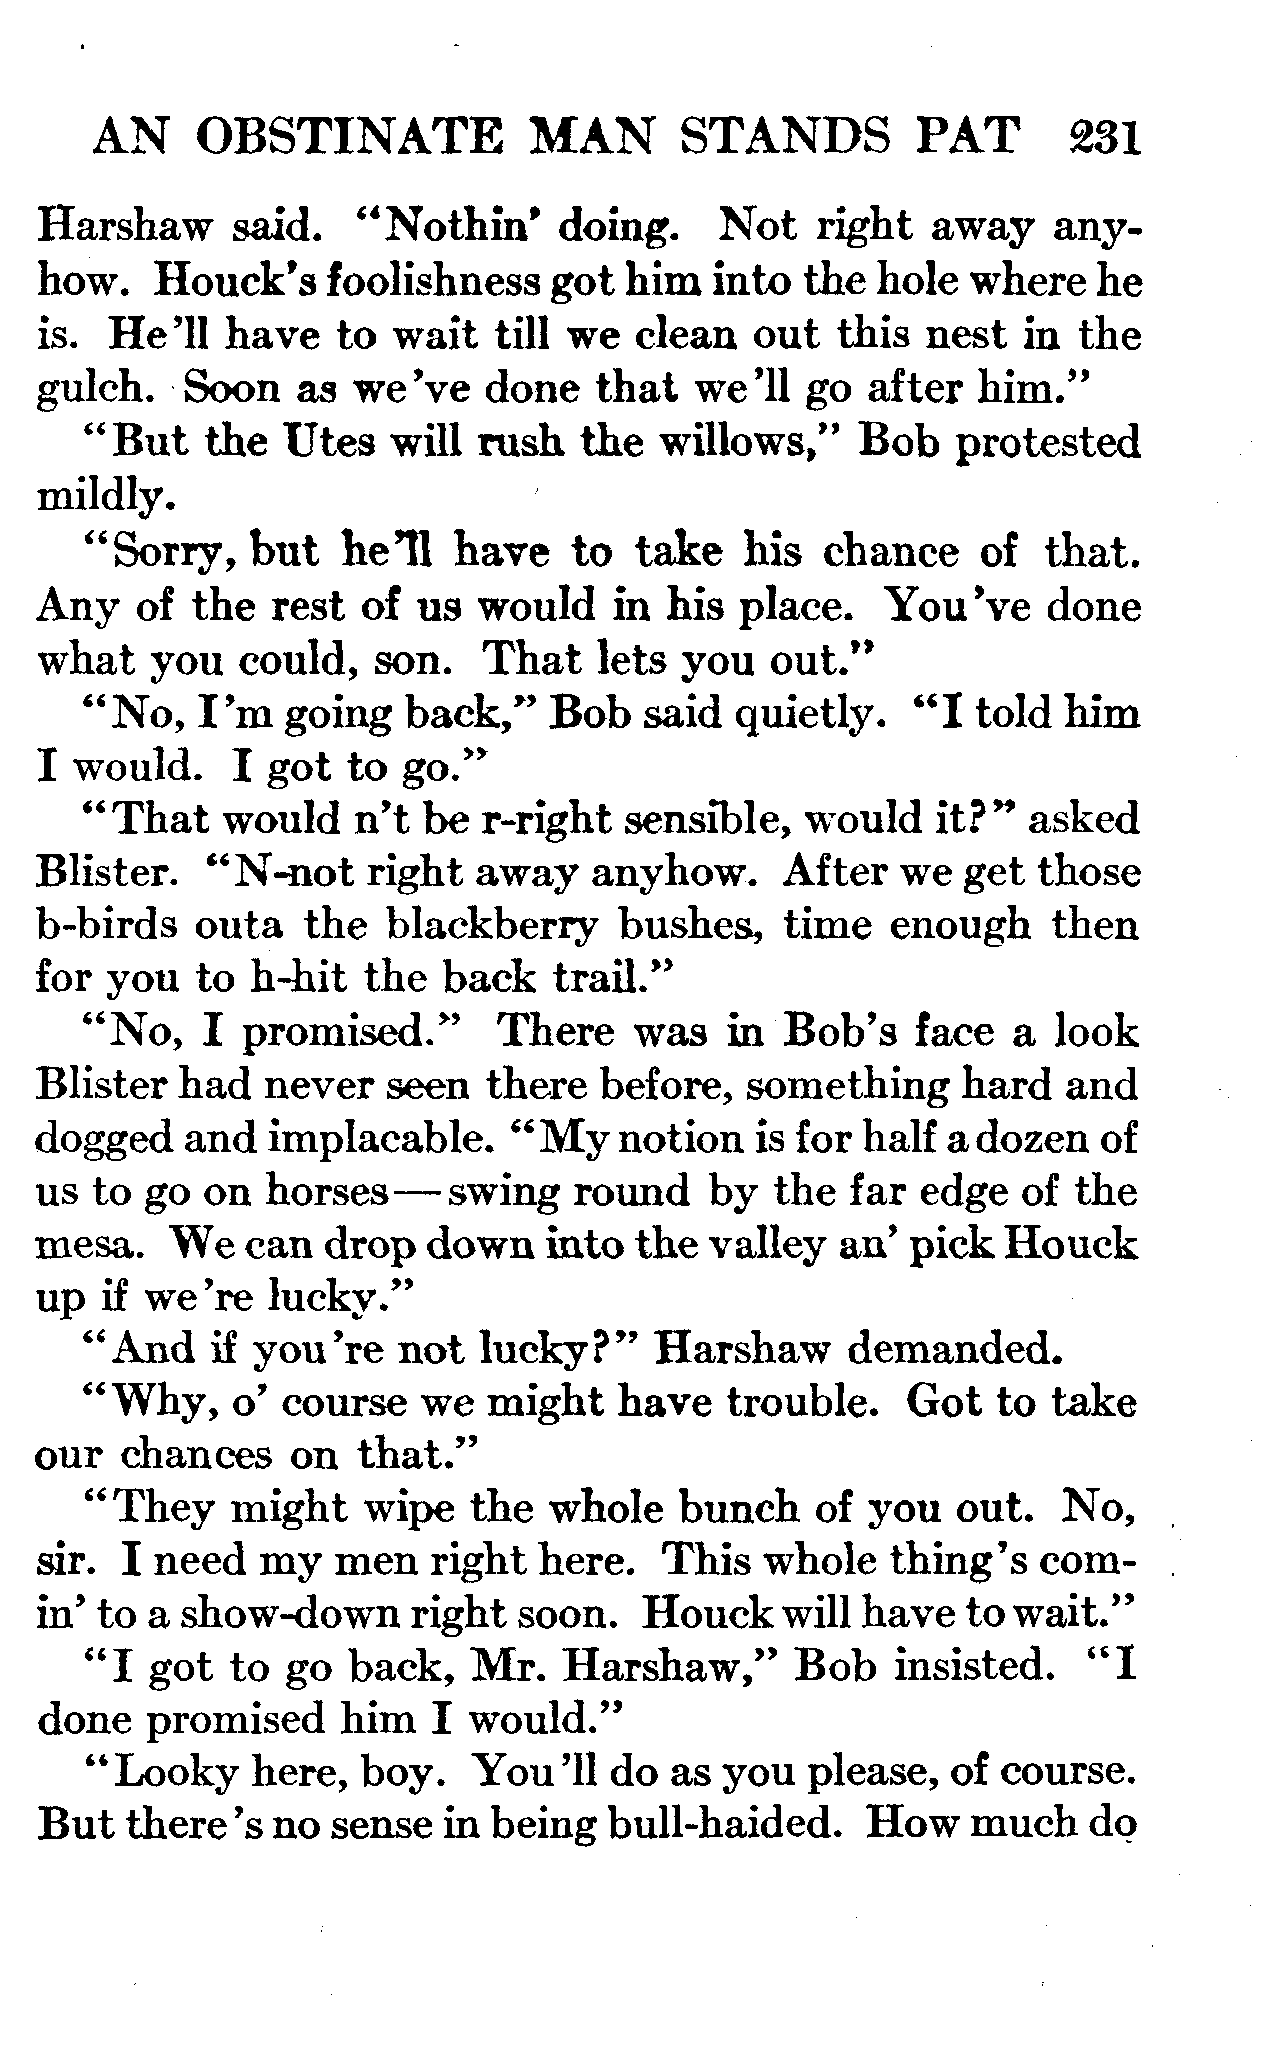 AN OBSTINATE MAN STANDS PAT 231
Harshaw said. "Nothin' doing. Not right away any-
how. Houck's foolishness got him into the hole where he
is. He'll have to wait till we clean out this nest in the
gulch. Soon as we've done that we'll go after him."
"But the Utes will rush the willows," Bob protested
mildly.
"Sorry, but he'll have to take his chance of that.
Any of the rest of us would in his place. You've done
what you could, son. That lets you out."
"No, I'm going back," Bob said quietly. "I told him
I would. I got to go."
"That would n't be r-right sensible, would it?" asked
Blister. "N-not right away anyhow. After we get those
b-birds outa the blackberry bushes, time enough then
for you to h-hit the back trail."
"No, I promised." There was in Bob's face a look
Blister had never seen there before, something hard and
dogged and implacable. "My notion is for half a dozen of
us to go on horses—swing round by the far edge of the
mesa. We can drop down into the valley an' pick Houck
up if we're lucky."
"And if you're not lucky?" Harshaw demanded.
"Why, o' course we might have trouble. Got to take
our chances on that."
"They might wipe the whole bunch of you out. No,
sir. I need my men right here. This whole thing's com-
in' to a show-down right soon. Houck will have to wait."
"I got to go back, Mr. Harshaw," Bob insisted. "I
done promised him I would."
"Looky here, boy. You'll do as you please, of course.
But there's no sense in being bull-haided. How much do